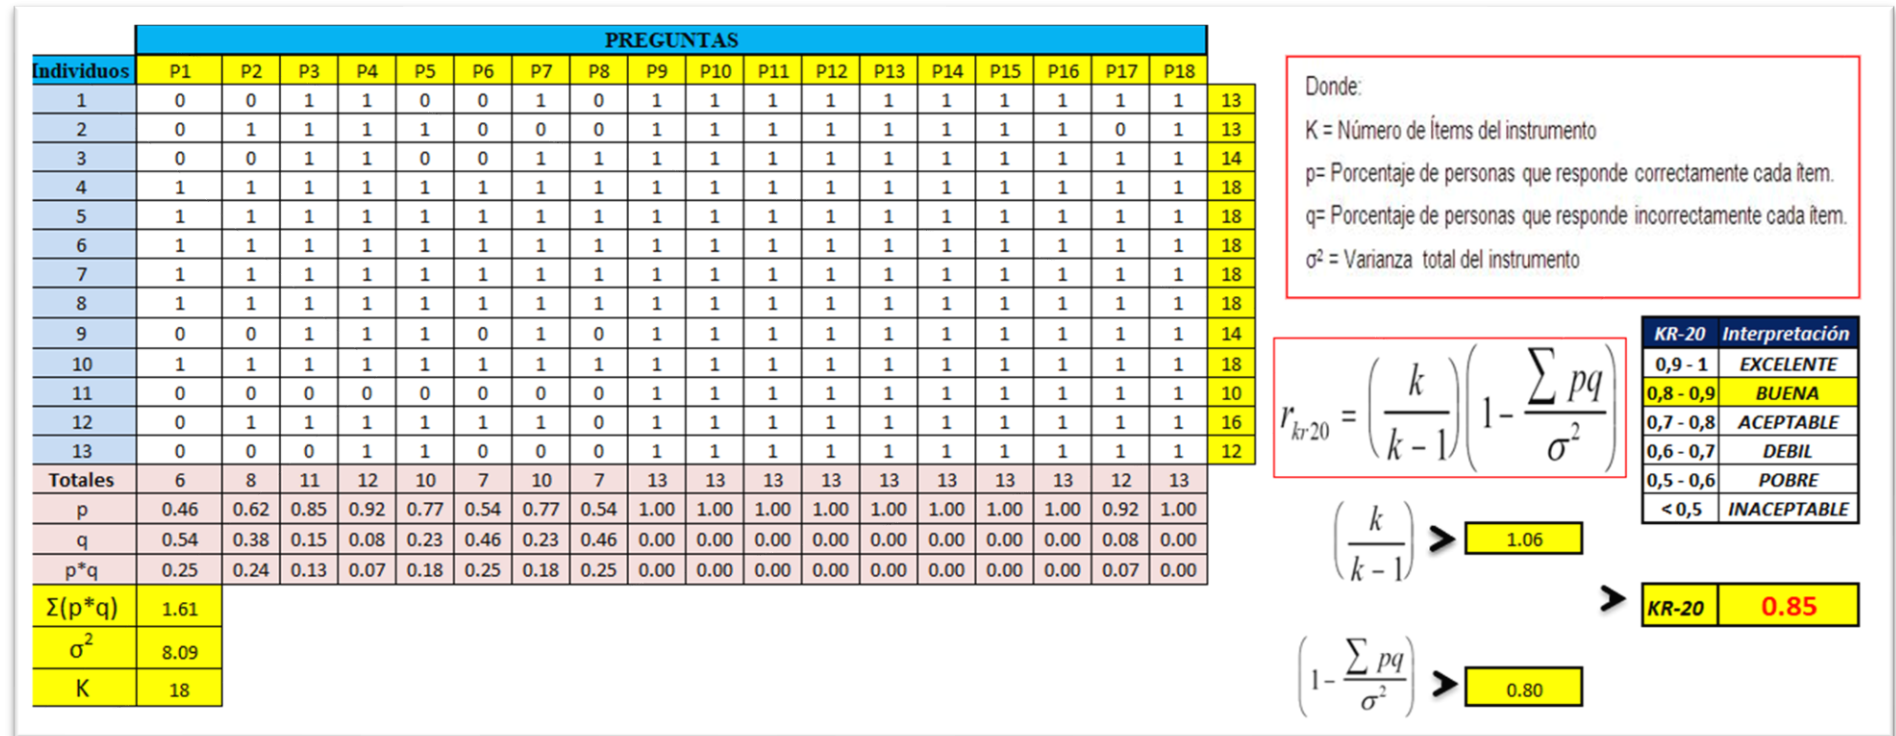 PREGUNTAS
Individuos P1 P2 P3 P4 P5 P6 P7 P8 P9 P10 P11 P12 P13 P14 P15 P16 P17 P18
1 0 0 1 1 0 0 1 0 1 1 1 1 1 1 1 1 1 1 13
2 0 1 1 1 1 0 0 0 1 1 1 1 1 1 1 1 0 1 13
3 0 0 1 1 0 0 1 1 1 1 1 1 1 1 1 1 1 1 14
4 1 1 1 1 1 1 1 1 1 1 1 1 1 1 1 1 1 1 18
5 1 1 1 1 1 1 1 1 1 1 1 1 1 1 1 1 1 1 18
6 1 1 1 1 1 1 1 1 1 1 1 1 1 1 1 1 1 1 18
7 1 1 1 1 1 1 1 1 1 1 1 1 1 1 1 1 1 1 18
8 1 1 1 1 1 1 1 1 1 1 1 1 1 1 1 1 1 1 18
9 0 0 1 1 1 0 1 0 1 1 1 1 1 1 1 1 1 1 14
10 1 1 1 1 1 1 1 1 1 1 1 1 1 1 1 1 1 1 18
11 0 0 0 0 0 0 0 0 1 1 1 1 1 1 1 1 1 1 10
12 0 1 1 1 1 1 1 0 1 1 1 1 1 1 1 1 1 1 16
13 0 0 0 1 1 0 0 0 1 1 1 1 1 1 1 1 1 1 12
Totales 6 8 11 12 10 7 10 7 13 13 13 13 13 13 13 13 12 13
p 0.46 0.62 0.85 0.92 0.77 0.54 0.77 0.54 1.00 1.00 1.00 1.00 1.00 1.00 1.00 1.00 0.92 1.00
q 0.54 0.38 0.15 0.08 0.23 0.46 0.23 0.46 0.00 0.00 0.00 0.00 0.00 0.00 0.00 0.00 0.08 0.00
p*q 0.25 0.24 0.13 0.07 0.18 0.25 0.18 0.25 0.00 0.00 0.00 0.00 0.00 0.00 0.00 0.00 0.07 0.00
Σ(p*q) 1.61
σ² 8.09
K 18
Donde:
K = Número de Ítems del instrumento
p= Porcentaje de personas que responde correctamente cada ítem.
q= Porcentaje de personas que responde incorrectamente cada ítem.
σ² = Varianza total del instrumento
r_kr20 = (k / (k − 1)) (1 − ∑ pq / σ²)
KR-20 Interpretación
0,9 - 1 EXCELENTE
0,8 - 0,9 BUENA
0,7 - 0,8 ACEPTABLE
0,6 - 0,7 DEBIL
0,5 - 0,6 POBRE
< 0,5 INACEPTABLE
(k / (k − 1)) > 1.06
> KR-20 0.85
(1 − ∑ pq / σ²) > 0.80